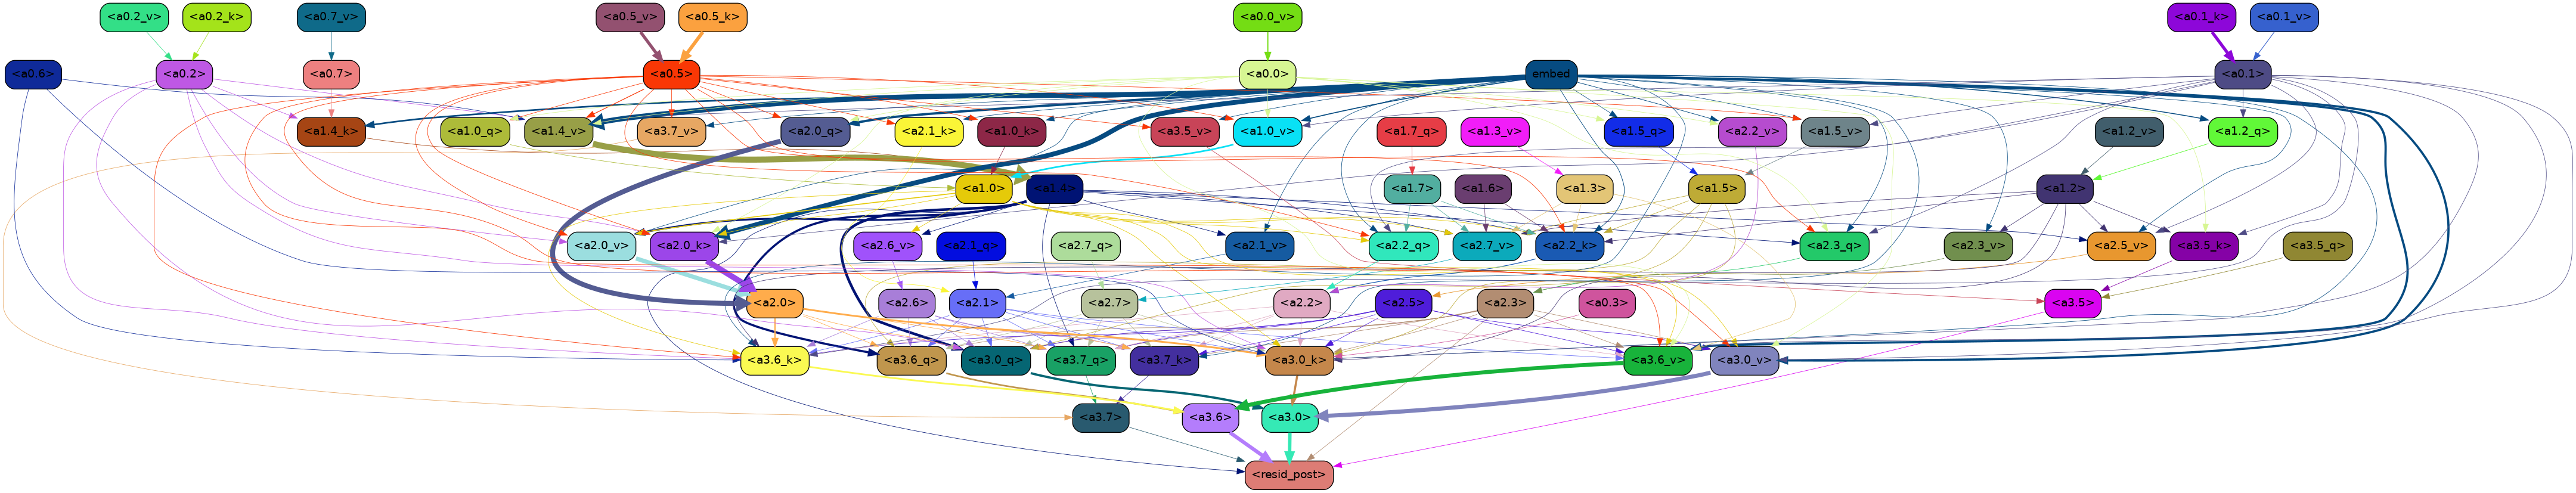 <a0.2_v> <a0.2_k> <a0.7_v> <a0.5_v> <a0.5_k> <a0.0_v> <a0.1_k> <a0.1_v>
<a0.6> <a0.2> <a0.7> <a0.5> <a0.0> embed <a0.1>
<a1.4_k> <a1.0_q> <a1.4_v> <a3.7_v> <a2.0_q> <a2.1_k> <a1.0_k> <a3.5_v> <a1.0_v> <a1.7_q> <a1.3_v> <a1.5_q> <a2.2_v> <a1.5_v> <a1.2_v> <a1.2_q>
<a1.0> <a1.4> <a1.7> <a1.6> <a1.3> <a1.5> <a1.2>
<a2.0_v> <a2.0_k> <a2.6_v> <a2.1_q> <a2.7_q> <a2.1_v> <a2.2_q> <a2.7_v> <a2.2_k> <a2.3_q> <a2.3_v> <a2.5_v> <a3.5_k> <a3.5_q>
<a2.0> <a2.6> <a2.1> <a2.7> <a2.2> <a2.5> <a2.3> <a0.3> <a3.5>
<a3.6_k> <a3.6_q> <a3.0_q> <a3.7_q> <a3.7_k> <a3.0_k> <a3.6_v> <a3.0_v>
<a3.7> <a3.6> <a3.0>
<resid_post>